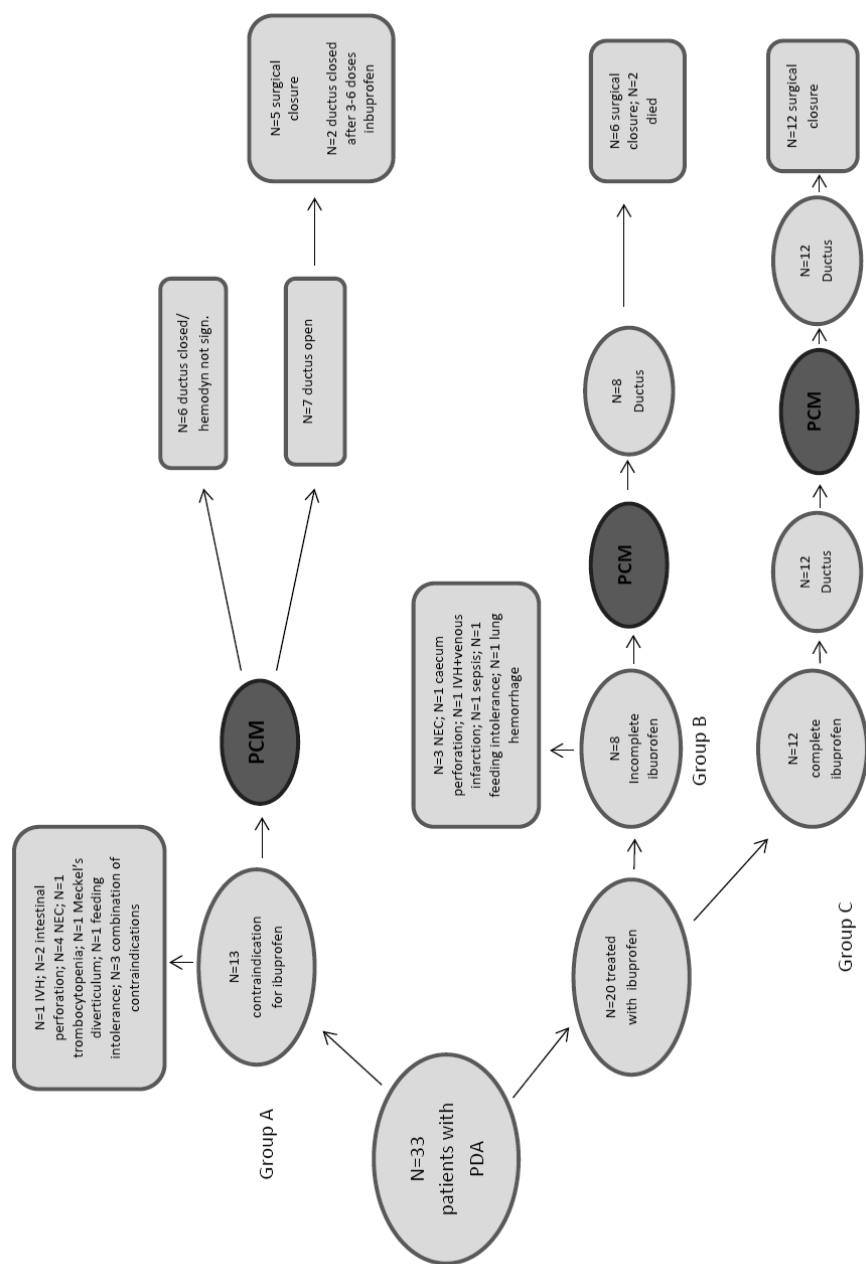 N=33
patients with
PDA
Group A
N=13
contraindication
for ibuprofen
N=1 IVH; N=2 intestinal
perforation; N=4 NEC; N=1
trombocytopenia; N=1 Meckel's
diverticulum; N=1 feeding
intolerance; N=3 combination of
contraindications
PCM
N=6 ductus closed/
hemodyn not sign.
N=7 ductus open
N=5 surgical
closure
N=2 ductus closed
after 3-6 doses
inbuprofen
N=20 treated
with ibuprofen
N=8
Incomplete
ibuprofen
Group B
N=3 NEC; N=1 caecum
perforation; N=1 IVH+venous
infarction; N=1 sepsis; N=1
feeding intolerance; N=1 lung
hemorrhage
PCM
N=8
Ductus
N=6 surgical
closure; N=2
died
Group C
N=12
complete
ibuprofen
N=12
Ductus
PCM
N=12
Ductus
N=12 surgical
closure